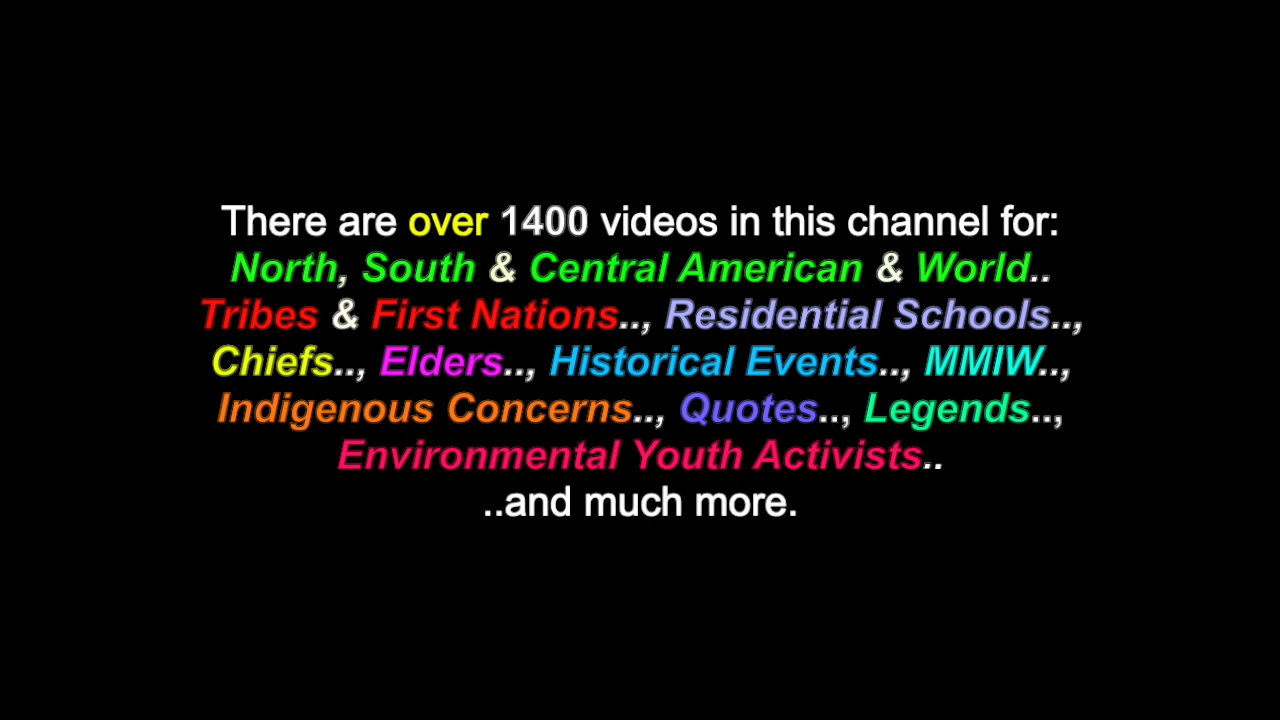 There are over 1400 videos in this channel for:
North, South & Central American & World..
Tribes & First Nations.., Residential Schools..,
Chiefs.., Elders.., Historical Events.., MMIW..,
Indigenous Concerns.., Quotes.., Legends..,
Environmental Youth Activists..
..and much more.